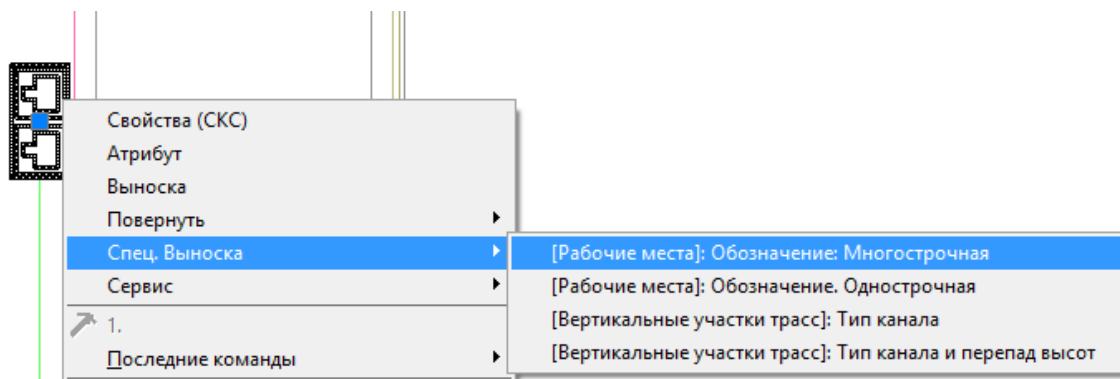 Свойства (СКС)
Атрибут
Выноска
Повернуть
Спец. Выноска
Сервис
1.
Последние команды
[Рабочие места]: Обозначение: Многострочная
[Рабочие места]: Обозначение. Однострочная
[Вертикальные участки трасс]: Тип канала
[Вертикальные участки трасс]: Тип канала и перепад высот